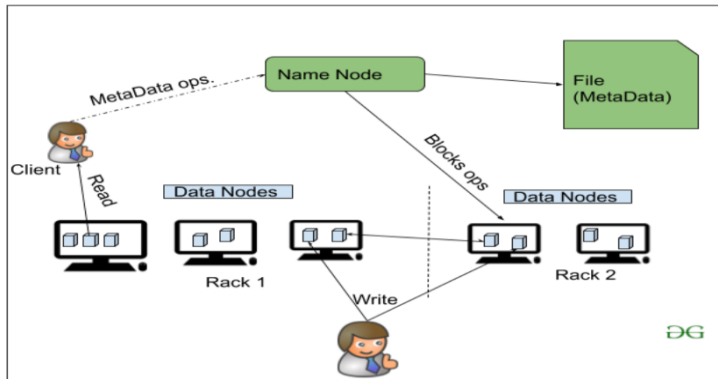 MetaData ops.
Name Node
File
(MetaData)
Client
Read
Blocks ops
Data Nodes
Data Nodes
Rack 1
Rack 2
Write